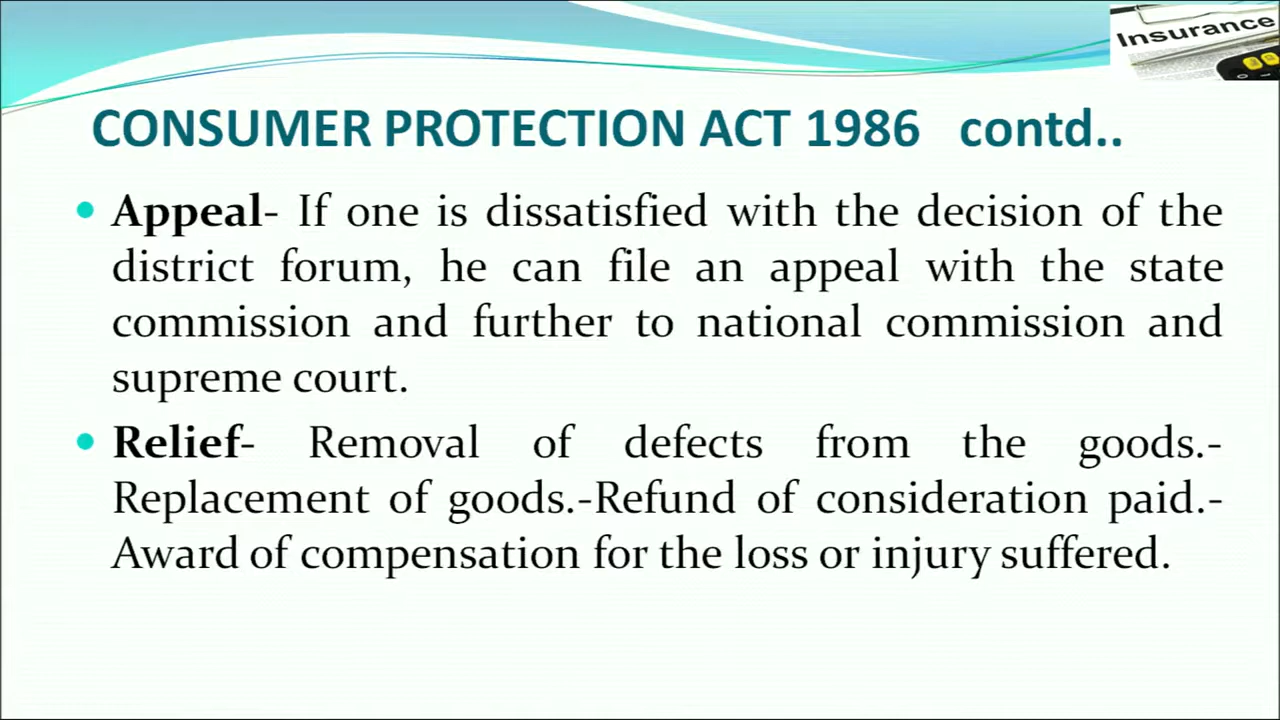 Insurance
CONSUMER PROTECTION ACT 1986 contd..
Appeal- If one is dissatisfied with the decision of the
district forum, he can file an appeal with the state
commission and further to national commission and
supreme court.
Relief- Removal of defects from the goods.-
Replacement of goods.-Refund of consideration paid.-
Award of compensation for the loss or injury suffered.